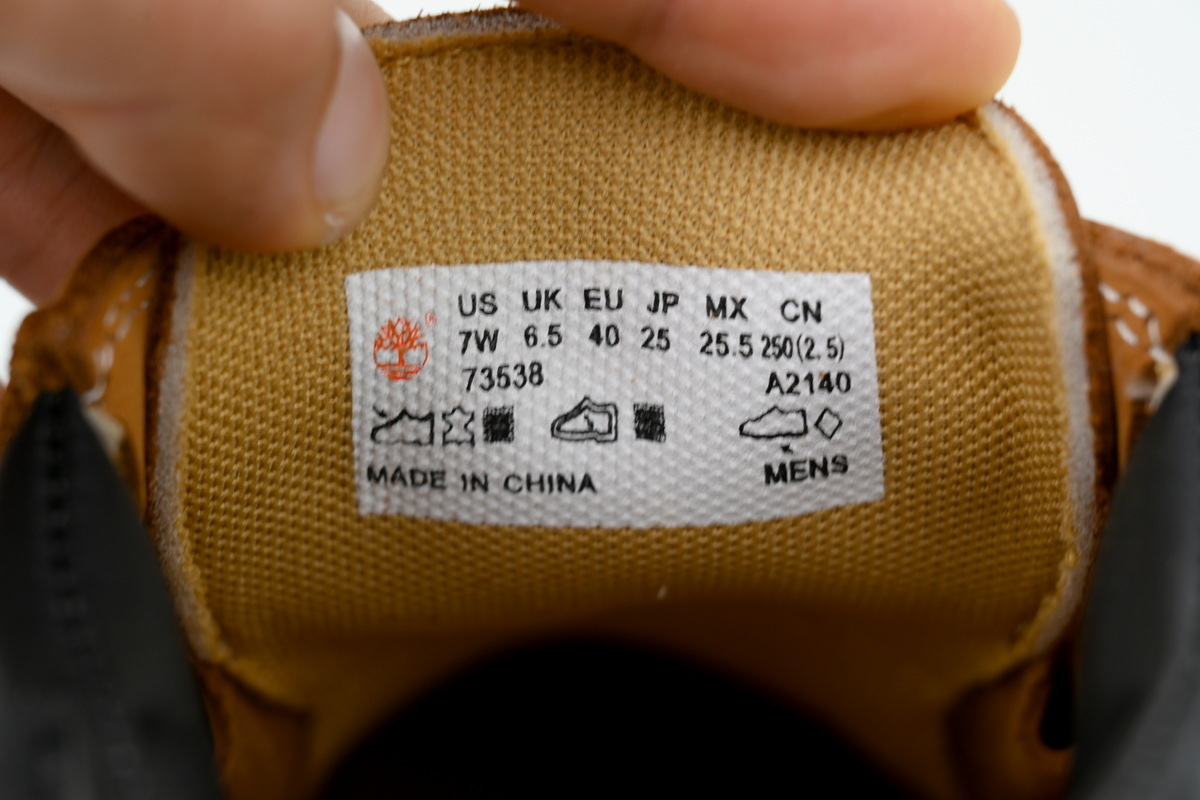 US UK EU JP MX CN
7W 6.5 40 25 25.5 250(2.5)
73538 A2140
MADE IN CHINA MENS